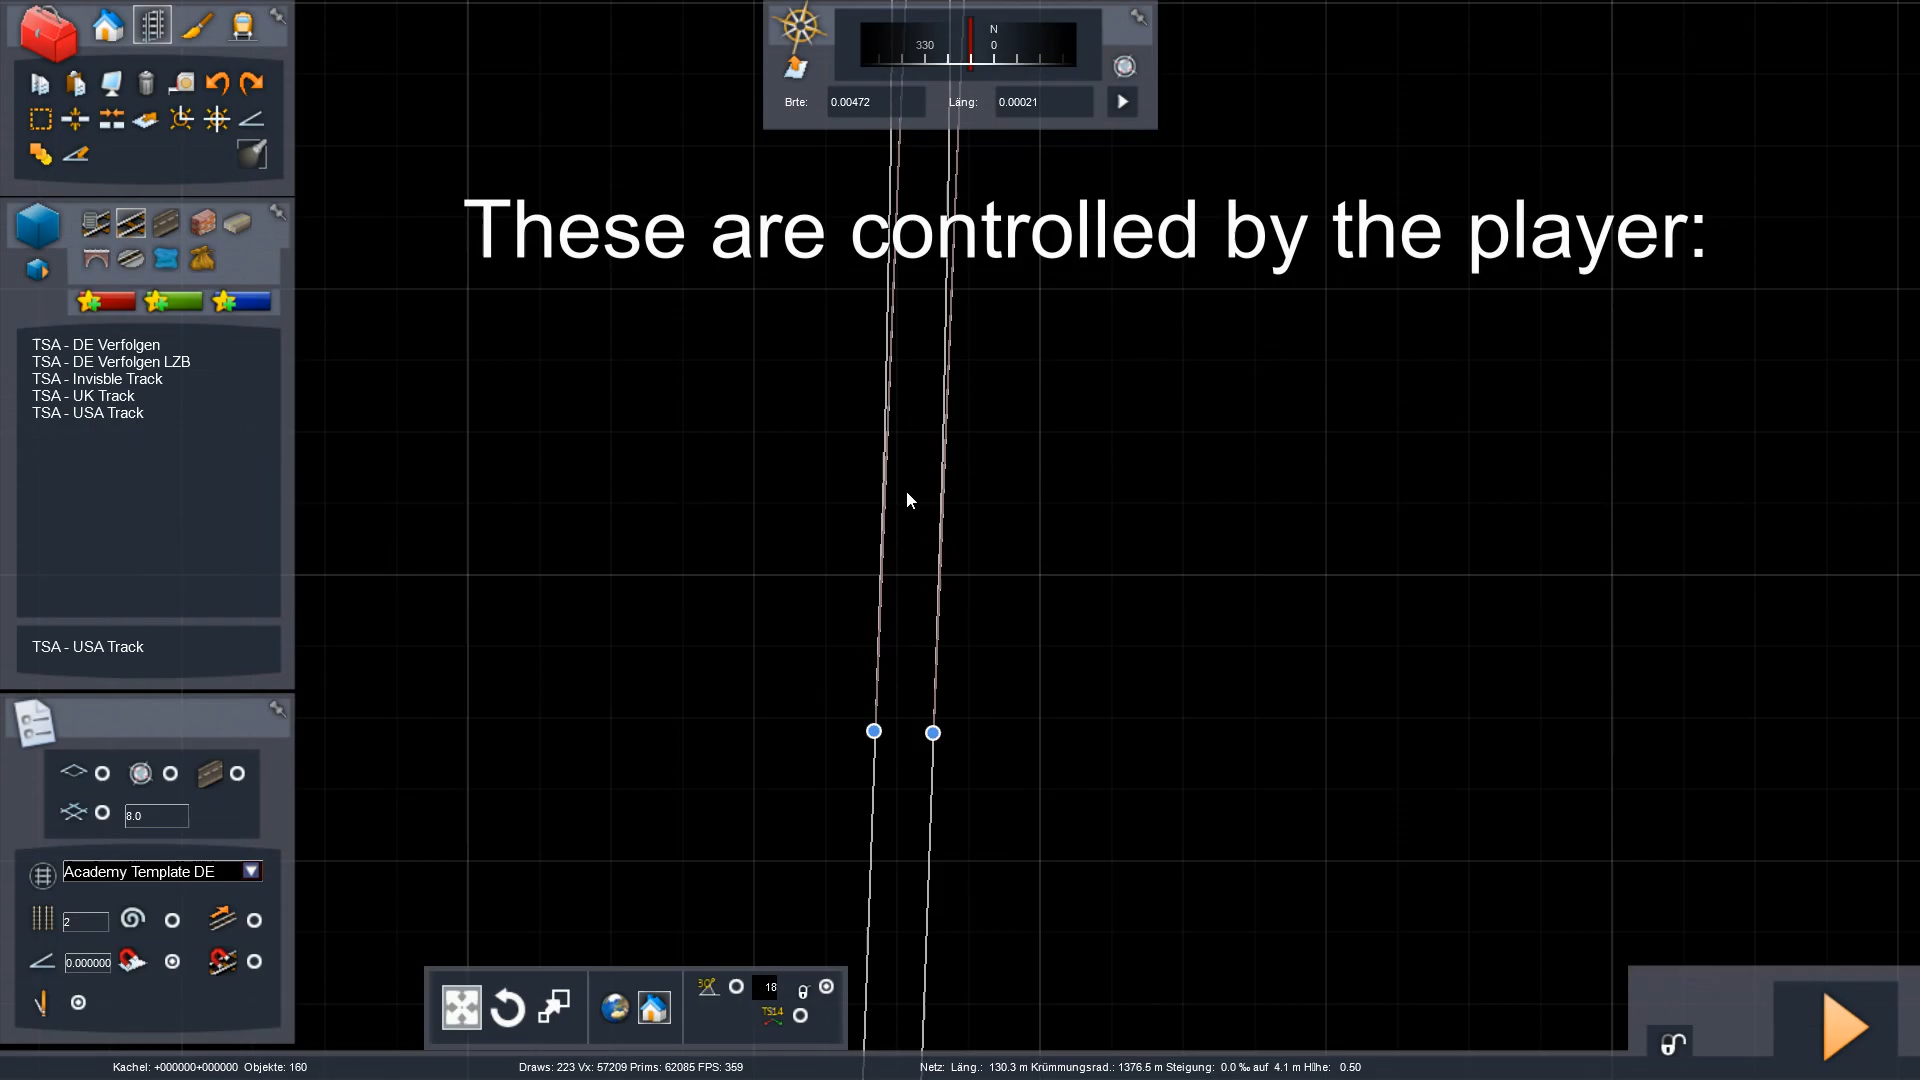 N
330
0
Brte:
0.00472
Läng:
0.00021
These are controlled by the player:
TSA - DE Verfolgen
TSA - DE Verfolgen LZB
TSA - Invisble Track
TSA - UK Track
TSA - USA Track
TSA - USA Track
8.0
Academy Template DE
2
0.000000
30°
18
TS14
Kachel: +000000+000000 Objekte: 160
Draws: 223 Vx: 57209 Prims: 62085 FPS: 359
Netz: Läng.: 130.3 m Krümmungsrad.: 1376.5 m Steigung: 0.0 ‰ auf 4.1 m H▯he: 0.50